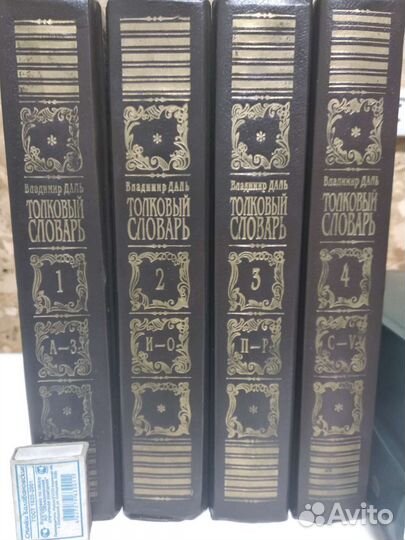 Владимир ДАЛЬ
ТОЛКОВЫЙ
СЛОВАРЬ
1
А–З
Владимир ДАЛЬ
ТОЛКОВЫЙ
СЛОВАРЬ
2
И–О
Владимир ДАЛЬ
ТОЛКОВЫЙ
СЛОВАРЬ
3
П–Р
Владимир ДАЛЬ
ТОЛКОВЫЙ
СЛОВАРЬ
4
С–V
Avito